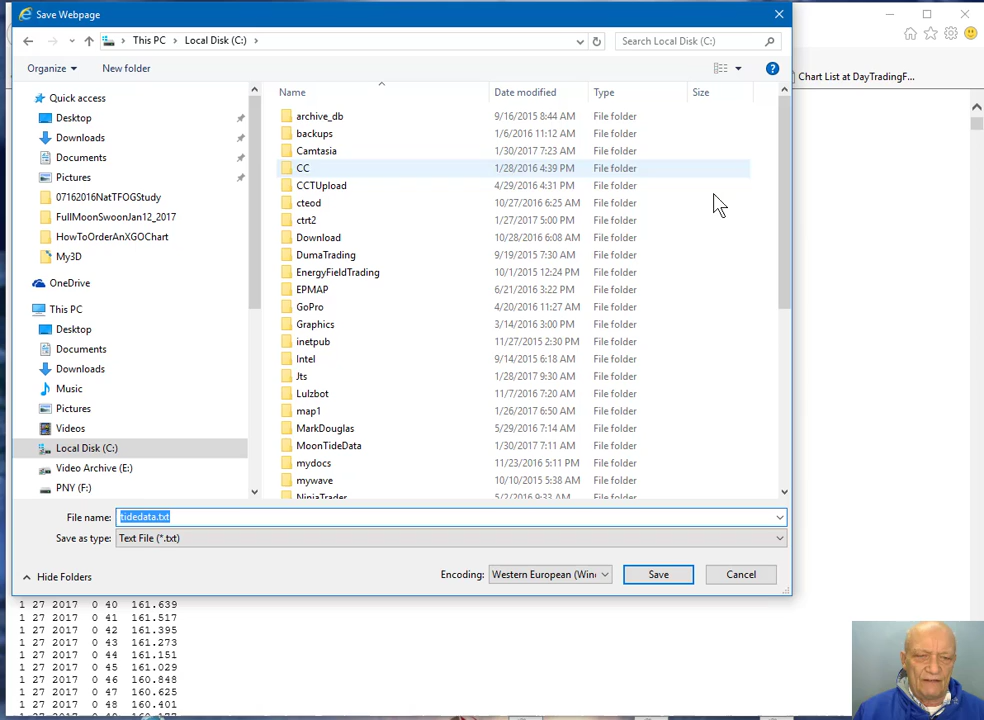 Save Webpage
This PC
Local Disk (C:)
Search Local Disk (C:)
Organize
New folder
Chart List at DayTradingF...
Name Date modified Type Size
Quick access
Desktop
Downloads
Documents
Pictures
07162016NatTFOGStudy
FullMoonSwoonJan12_2017
HowToOrderAnXGOChart
My3D
OneDrive
This PC
Desktop
Documents
Downloads
Music
Pictures
Videos
Local Disk (C:)
Video Archive (E:)
PNY (F:)
archive_db 9/16/2015 8:44 AM File folder
backups 1/6/2016 11:12 AM File folder
Camtasia 1/30/2017 7:23 AM File folder
CC 1/28/2016 4:39 PM File folder
CCTUpload 4/29/2016 4:31 PM File folder
cteod 10/27/2016 6:25 AM File folder
ctrt2 1/27/2017 5:00 PM File folder
Download 10/28/2016 6:08 AM File folder
DumaTrading 9/19/2015 7:30 AM File folder
EnergyFieldTrading 10/1/2015 12:24 PM File folder
EPMAP 6/21/2016 3:22 PM File folder
GoPro 4/20/2016 11:27 AM File folder
Graphics 3/14/2016 3:00 PM File folder
inetpub 11/27/2015 2:30 PM File folder
Intel 9/14/2015 6:18 AM File folder
Jts 1/28/2017 9:30 AM File folder
Lulzbot 11/7/2016 7:20 AM File folder
map1 1/26/2017 6:50 AM File folder
MarkDouglas 5/29/2016 7:14 AM File folder
MoonTideData 1/30/2017 7:11 AM File folder
mydocs 11/23/2016 5:11 PM File folder
mywave 10/10/2015 5:38 AM File folder
NinjaTrader 5/2/2016 9:33 AM File folder
File name: tidedata.txt
Save as type: Text File (*.txt)
Hide Folders
Encoding: Western European (Win
Save
Cancel
1 27 2017 0 40 161.639
1 27 2017 0 41 161.517
1 27 2017 0 42 161.395
1 27 2017 0 43 161.273
1 27 2017 0 44 161.151
1 27 2017 0 45 161.029
1 27 2017 0 46 160.848
1 27 2017 0 47 160.625
1 27 2017 0 48 160.401